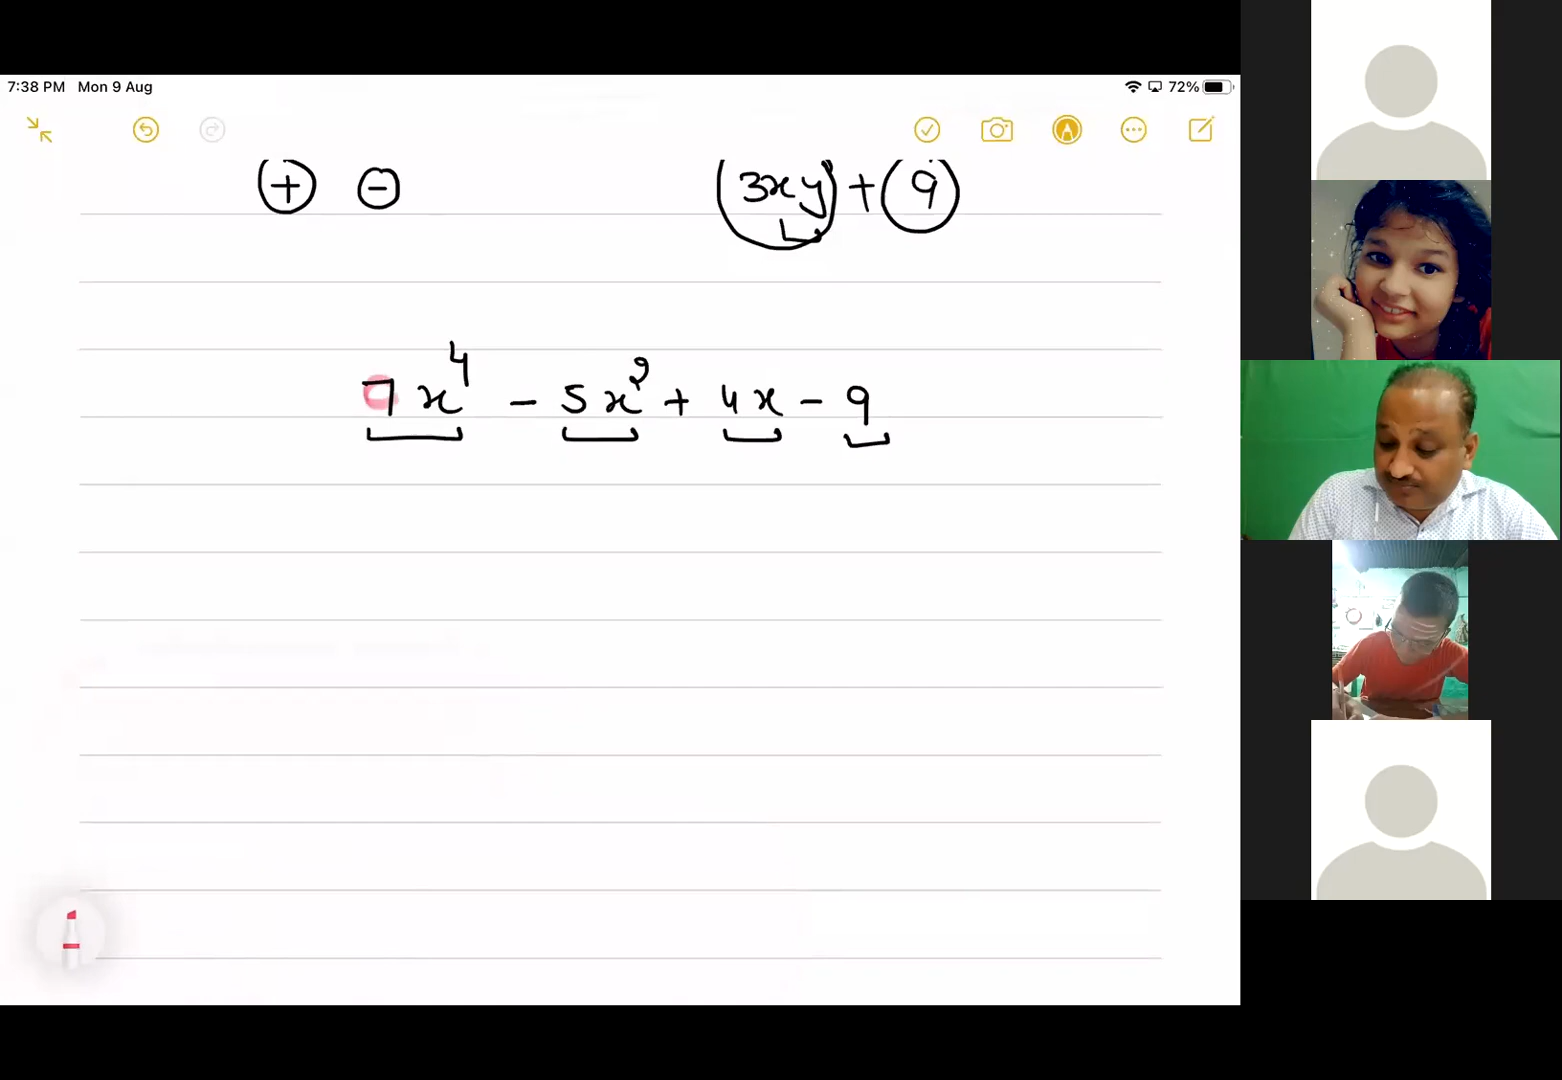 7:38 PM Mon 9 Aug 72%
+ − 3xy + 9
7x⁴ − 5x² + 4x − 9